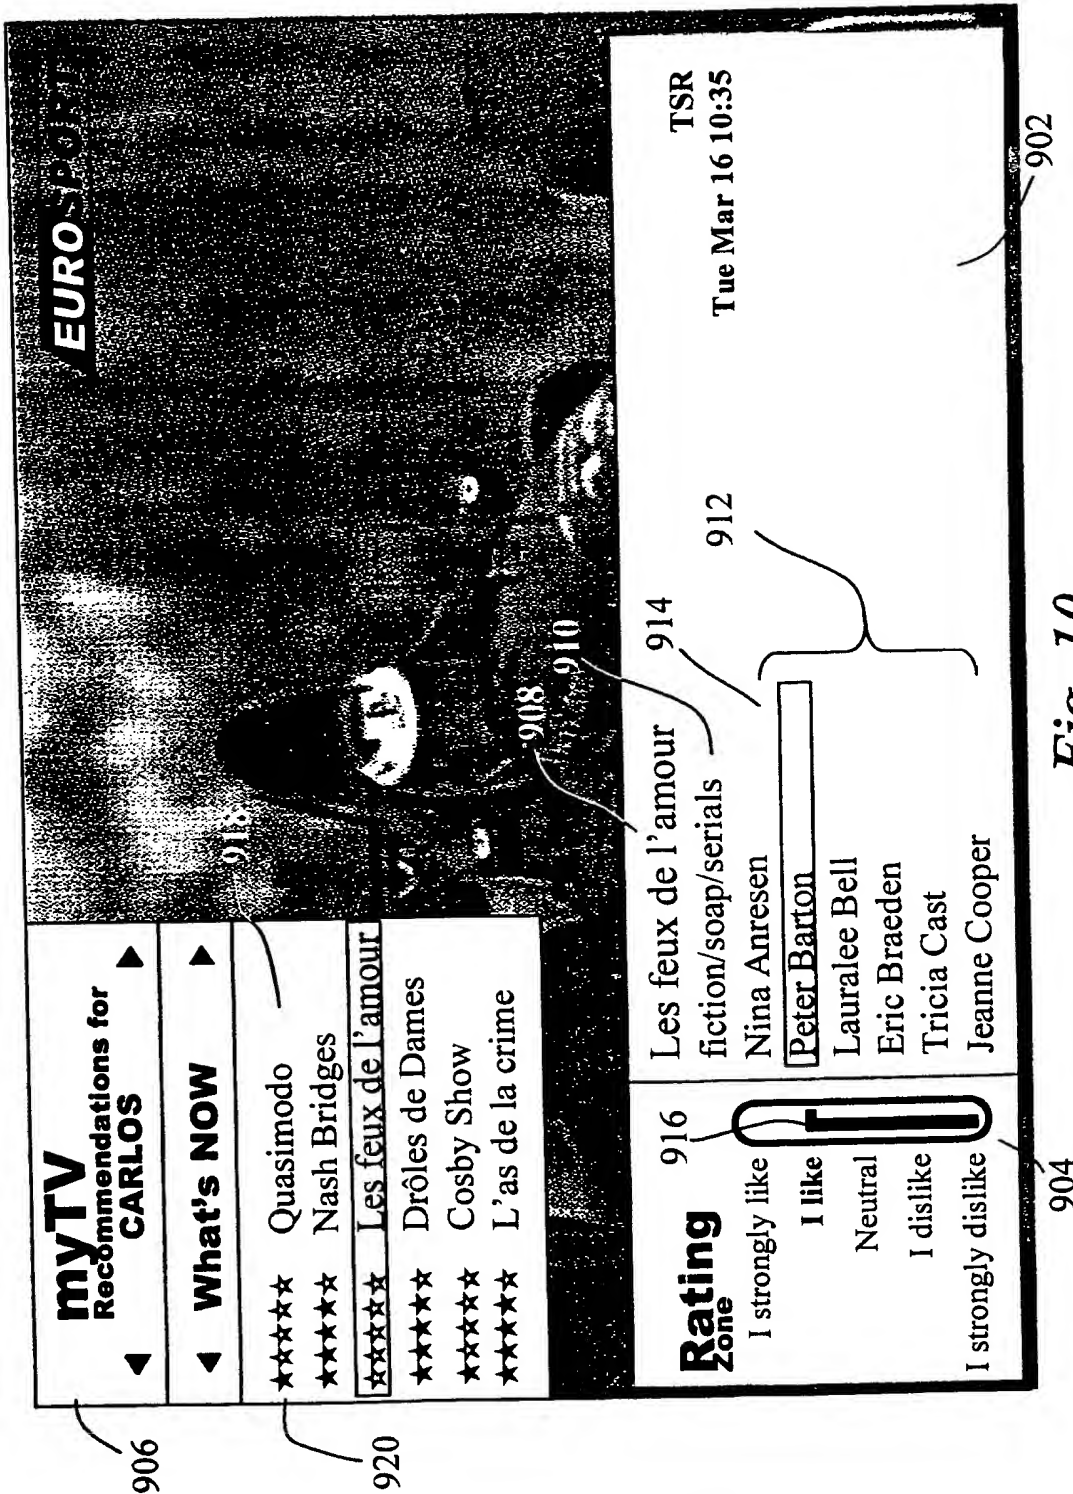 906
myTV
Recommendations for
CARLOS
What's NOW
920
918
★★★★★ Quasimodo
★★★★★ Nash Bridges
★★★★★ Les feux de l'amour
★★★★★ Drôles de Dames
★★★★★ Cosby Show
★★★★★ L'as de la crime
EUROSPORT
908
910
Rating
Zone
916
I strongly like
I like
Neutral
I dislike
I strongly dislike
904
Les feux de l'amour
fiction/soap/serials
Nina Anresen
Peter Barton
Lauralee Bell
Eric Braeden
Tricia Cast
Jeanne Cooper
914
912
TSR
Tue Mar 16 10:35
902
Fig. 10